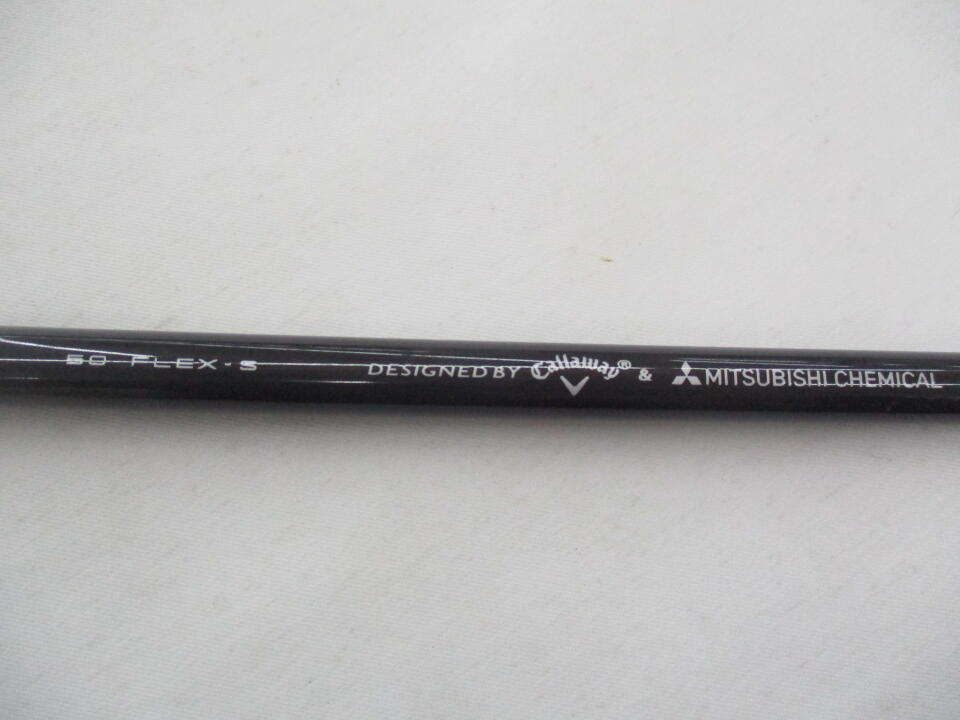 50 FLEX-S DESIGNED BY Callaway® & MITSUBISHI CHEMICAL